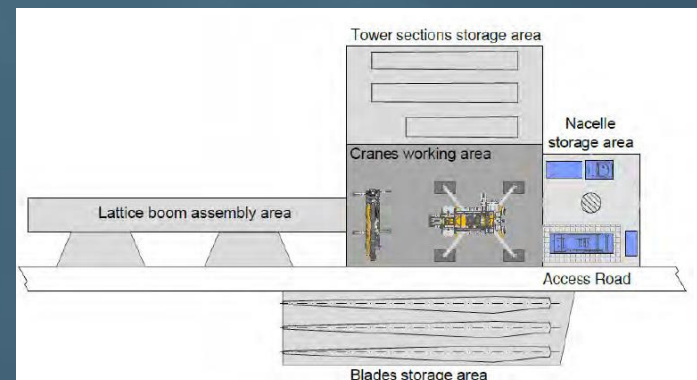 Tower sections storage area
Nacelle
storage area
Cranes working area
Lattice boom assembly area
Access Road
Blades storage area